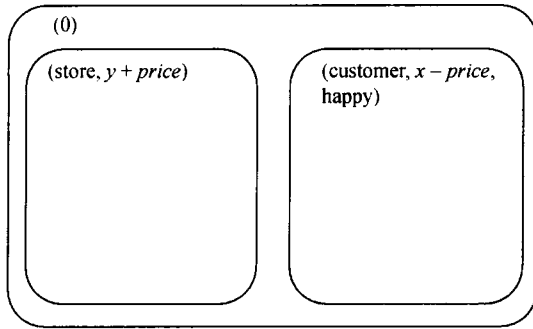 (0)
(store, y + price)
(customer, x – price,
happy)